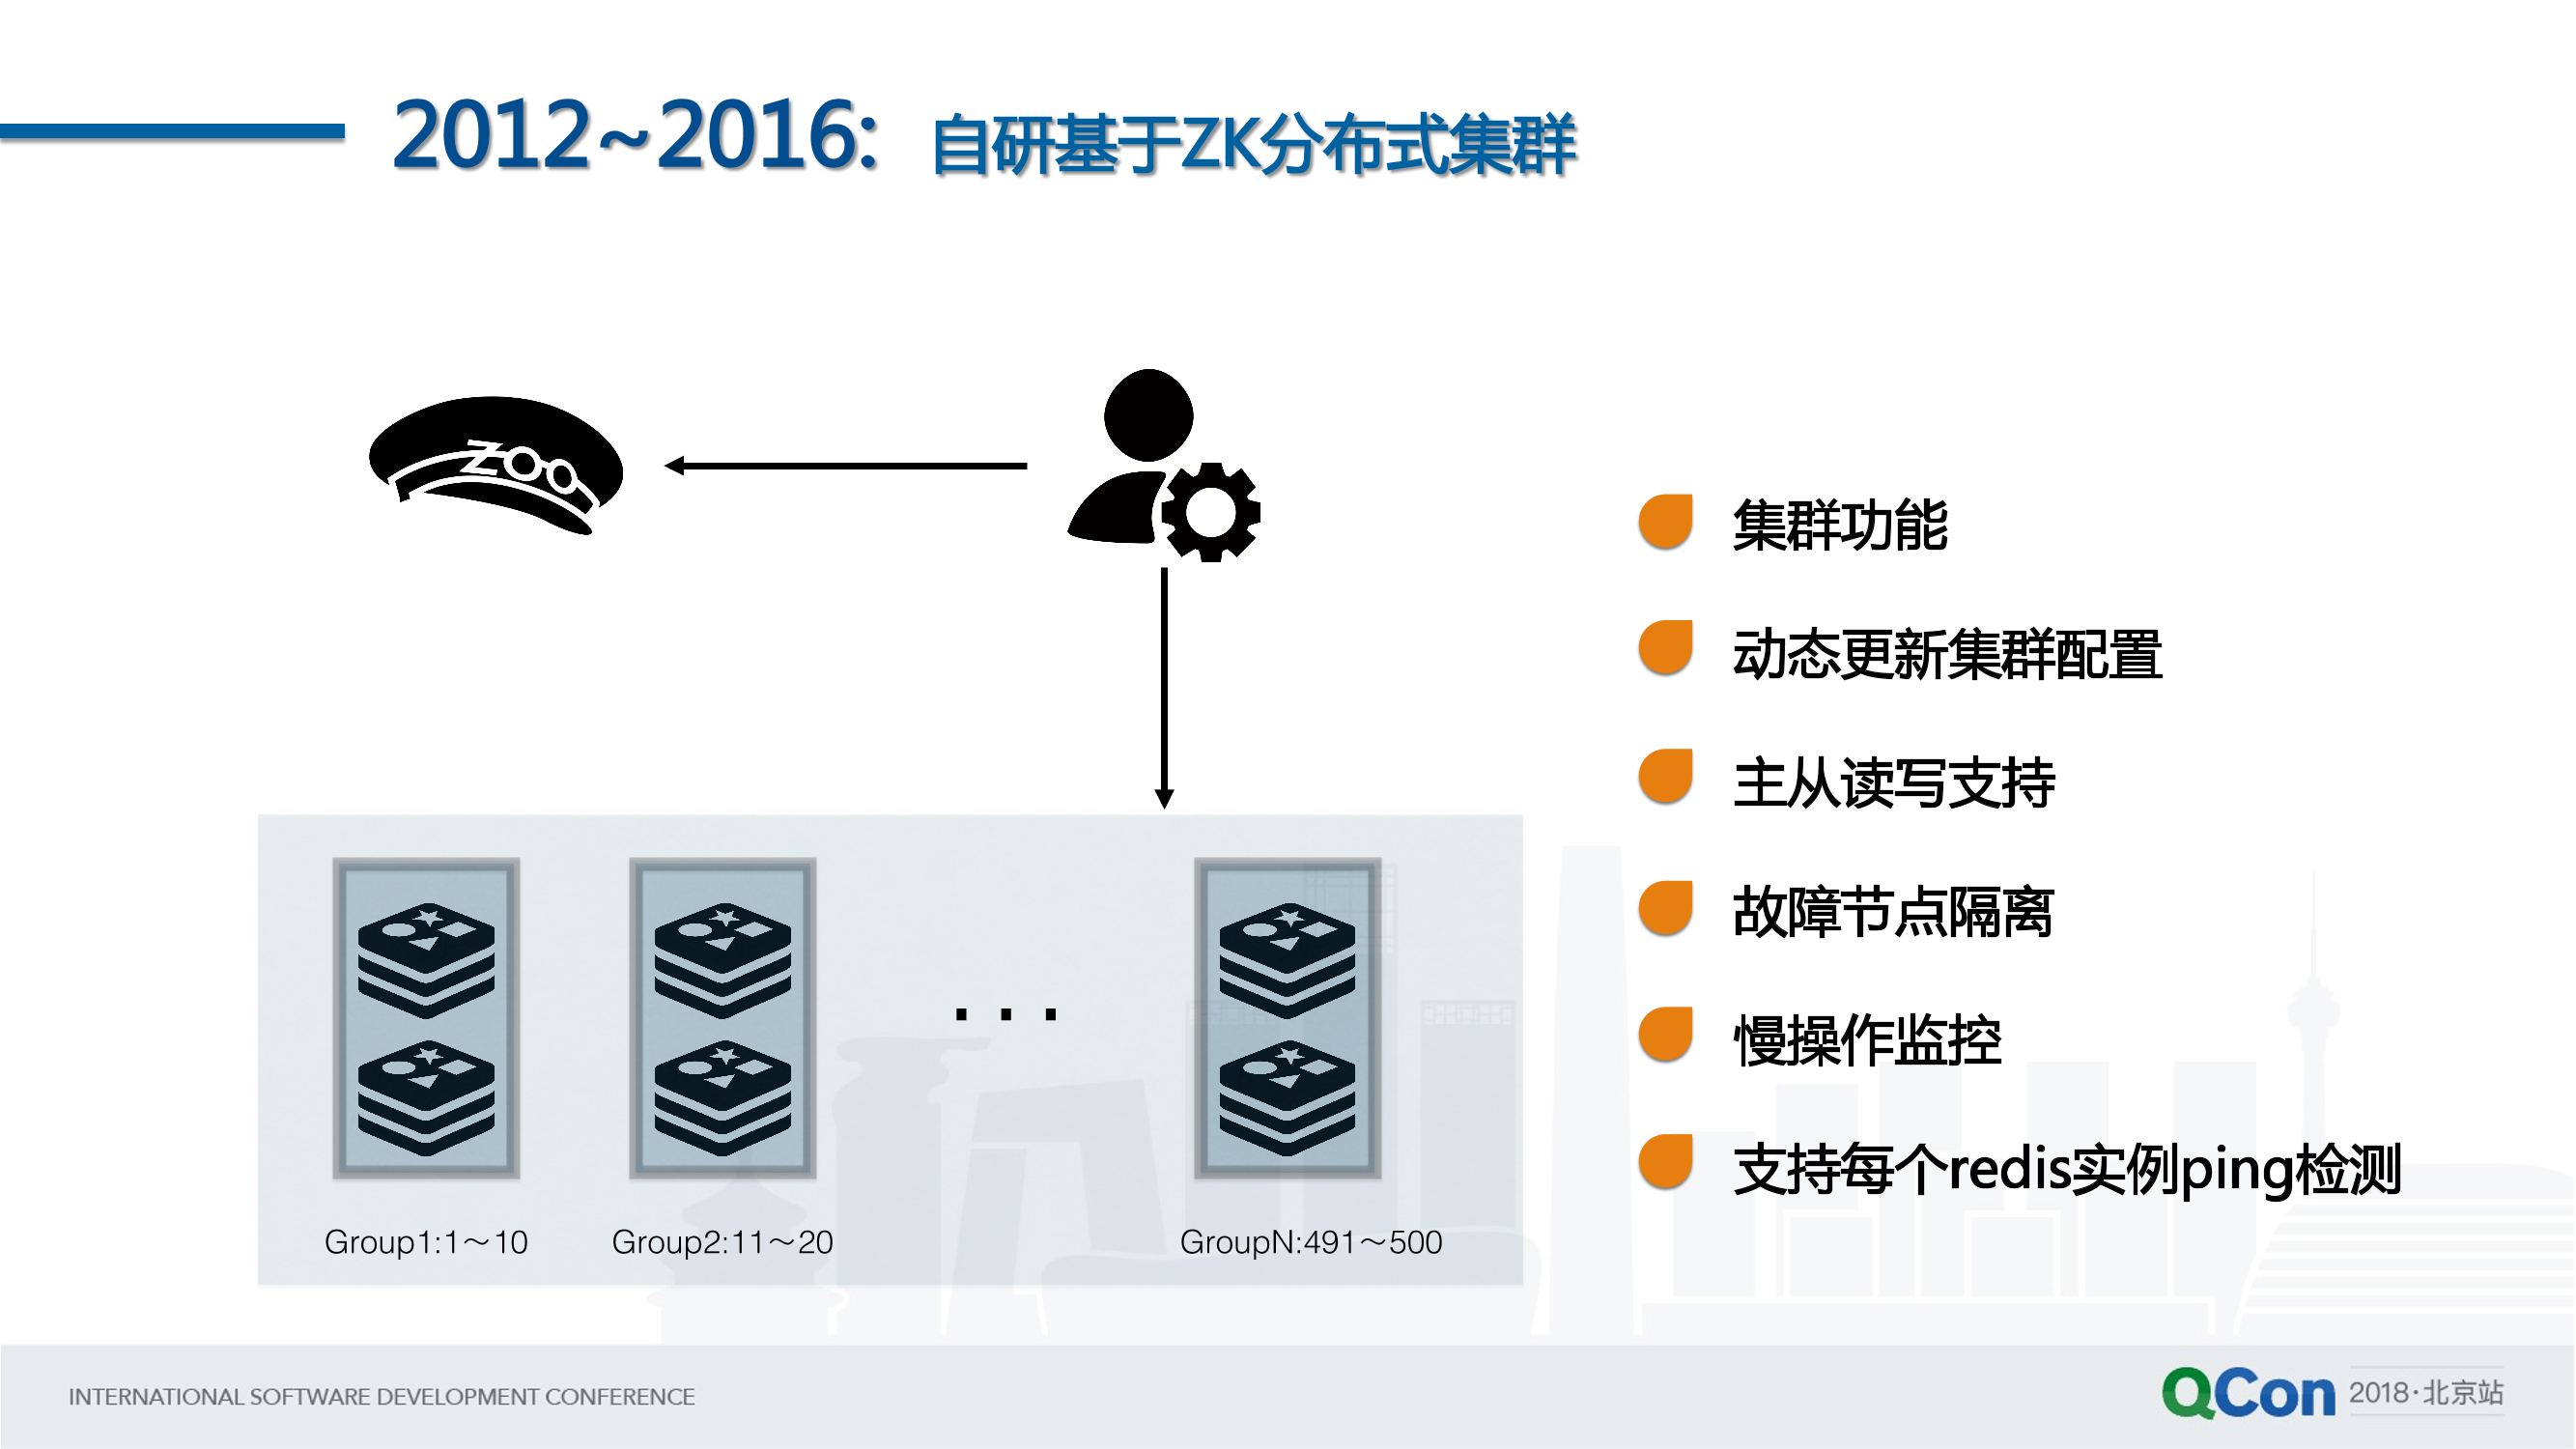 2012~2016: 自研基于ZK分布式集群
ZOO
集群功能
动态更新集群配置
主从读写支持
故障节点隔离
慢操作监控
支持每个redis实例ping检测
...
Group1:1～10
Group2:11～20
GroupN:491～500
INTERNATIONAL SOFTWARE DEVELOPMENT CONFERENCE
QCon 2018·北京站